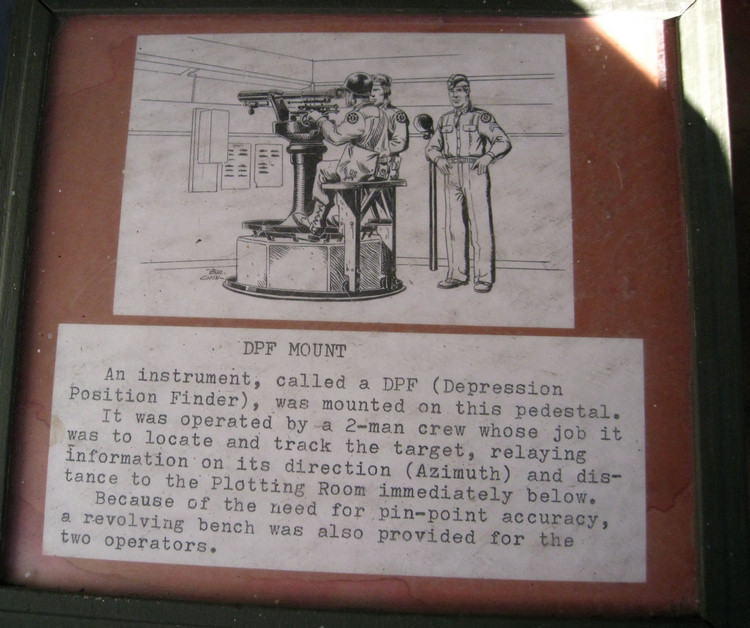 DPF MOUNT
An instrument, called a DPF (Depression
Position Finder), was mounted on this pedestal.
It was operated by a 2-man crew whose job it
was to locate and track the target, relaying
information on its direction (Azimuth) and dis-
tance to the Plotting Room immediately below.
Because of the need for pin-point accuracy,
a revolving bench was also provided for the
two operators.